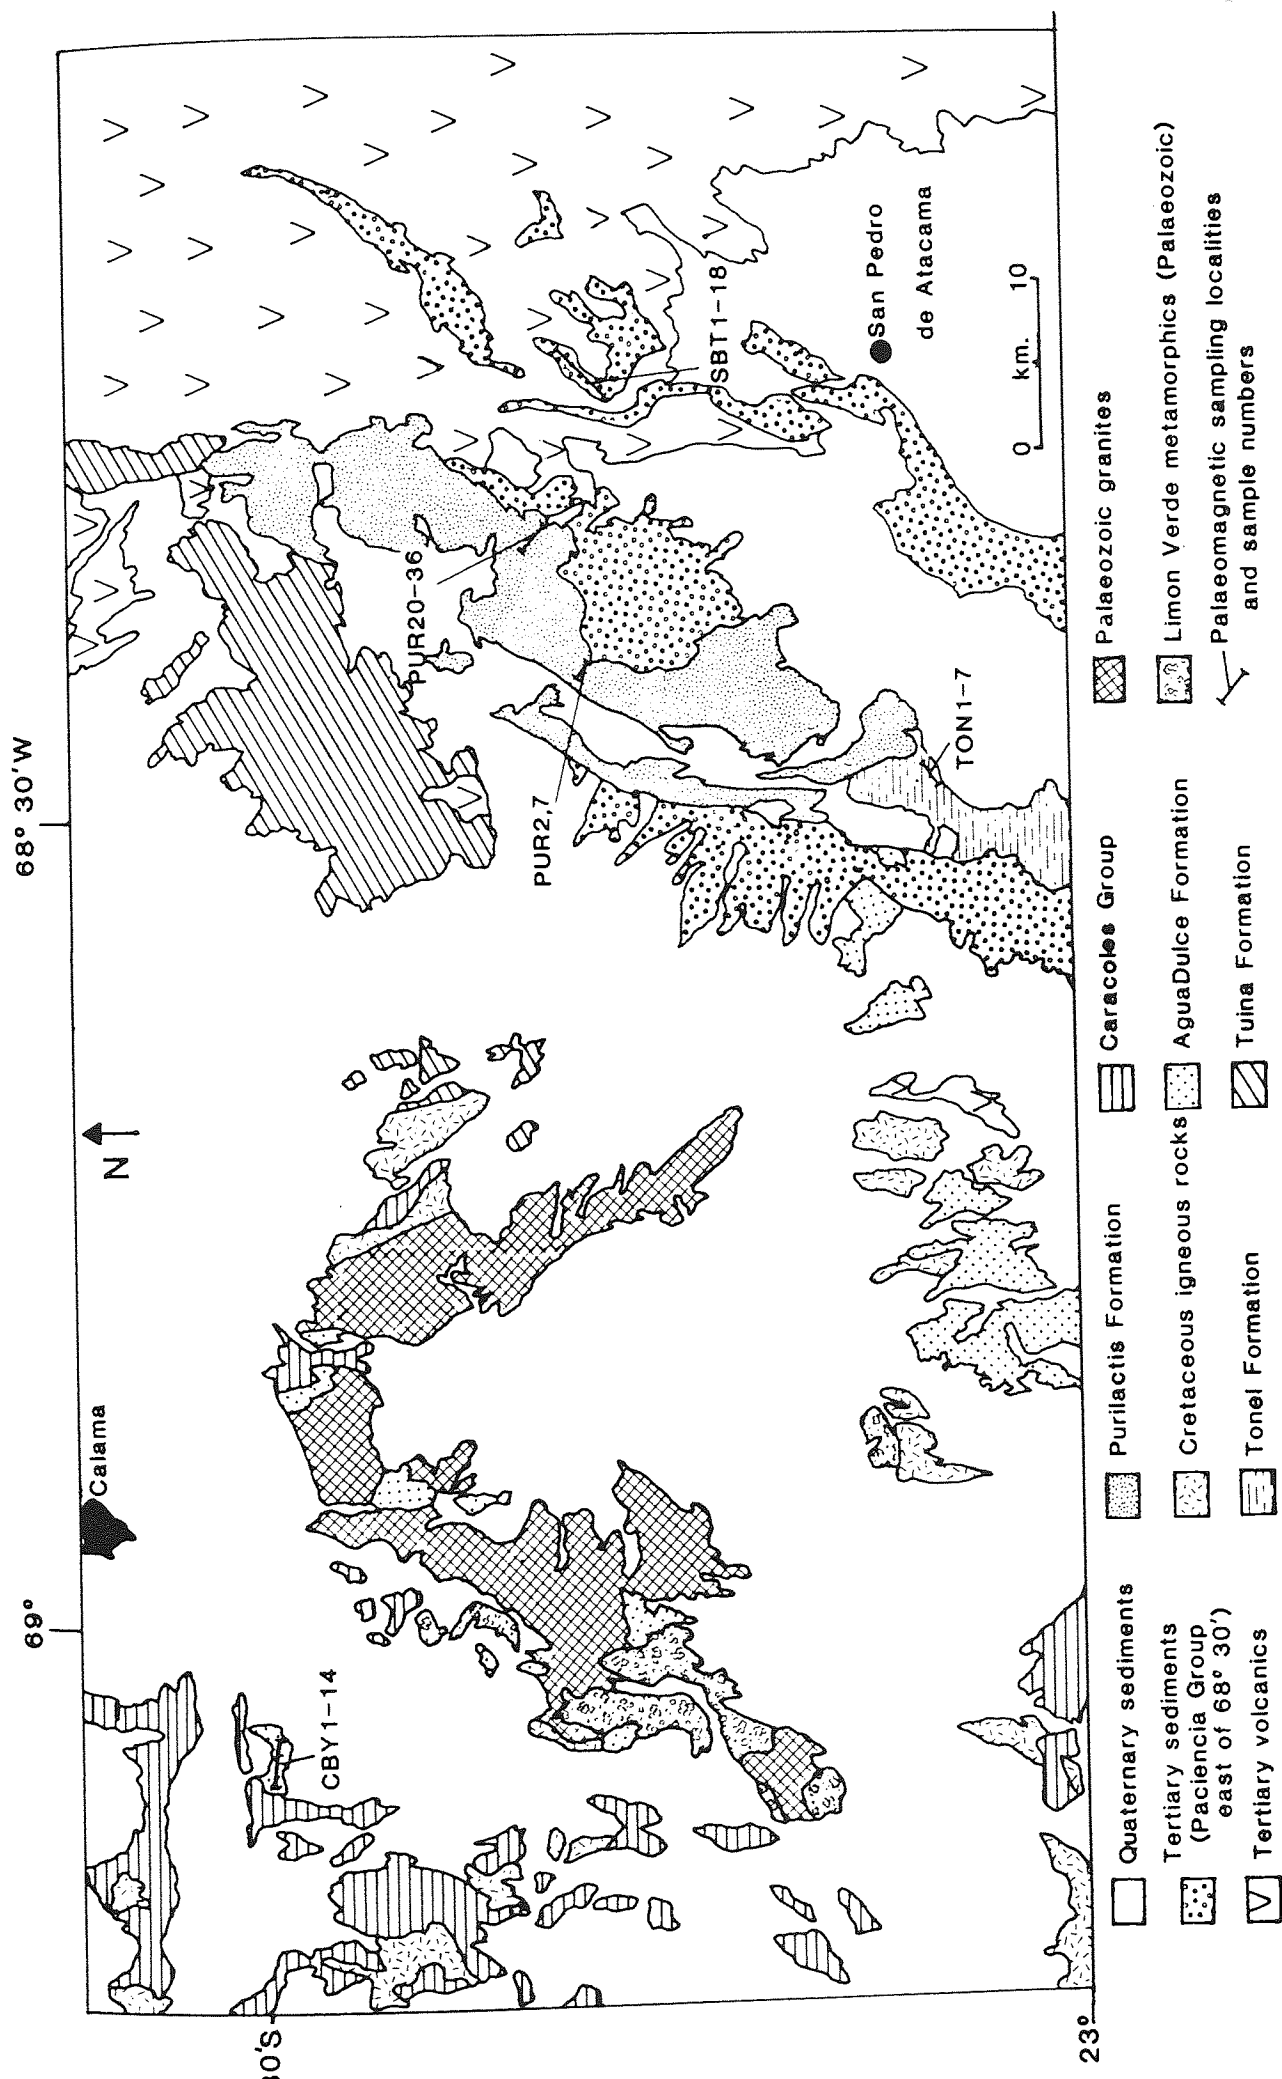 69°
68° 30'W
30'S
23°
N
Calama
CBY1-14
PUR20-36
PUR2,7
TON1-7
SBT1-18
San Pedro
de Atacama
0 km. 10
Quaternary sediments
Tertiary sediments
(Paciencia Group
east of 68° 30')
Tertiary volcanics
Purilactis Formation
Cretaceous igneous rocks
Tonel Formation
Caracoles Group
AguaDulce Formation
Tuina Formation
Palaeozoic granites
Limon Verde metamorphics (Palaeozoic)
Palaeomagnetic sampling localities
and sample numbers